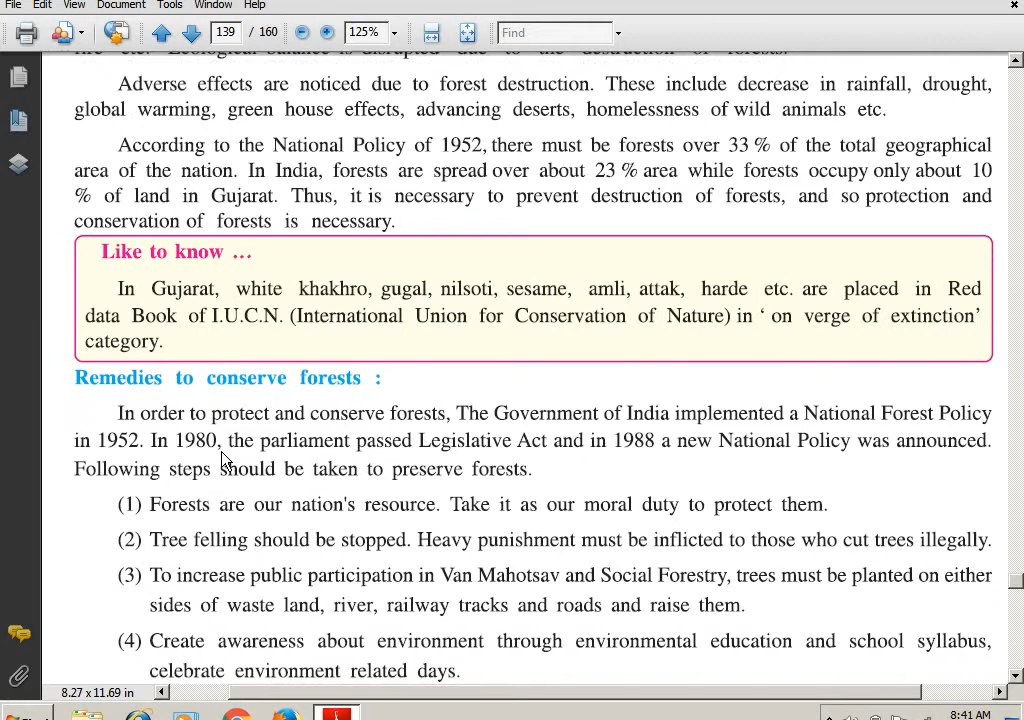 File Edit View Document Tools Window Help
139 / 160 125% Find
Adverse effects are noticed due to forest destruction. These include decrease in rainfall, drought,
global warming, green house effects, advancing deserts, homelessness of wild animals etc.
According to the National Policy of 1952, there must be forests over 33 % of the total geographical
area of the nation. In India, forests are spread over about 23 % area while forests occupy only about 10
% of land in Gujarat. Thus, it is necessary to prevent destruction of forests, and so protection and
conservation of forests is necessary.
Like to know ...
In Gujarat, white khakhro, gugal, nilsoti, sesame, amli, attak, harde etc. are placed in Red
data Book of I.U.C.N. (International Union for Conservation of Nature) in ‘ on verge of extinction’
category.
Remedies to conserve forests :
In order to protect and conserve forests, The Government of India implemented a National Forest Policy
in 1952. In 1980, the parliament passed Legislative Act and in 1988 a new National Policy was announced.
Following steps should be taken to preserve forests.
(1) Forests are our nation's resource. Take it as our moral duty to protect them.
(2) Tree felling should be stopped. Heavy punishment must be inflicted to those who cut trees illegally.
(3) To increase public participation in Van Mahotsav and Social Forestry, trees must be planted on either
sides of waste land, river, railway tracks and roads and raise them.
(4) Create awareness about environment through environmental education and school syllabus,
celebrate environment related days.
8.27 x 11.69 in
8:41 AM